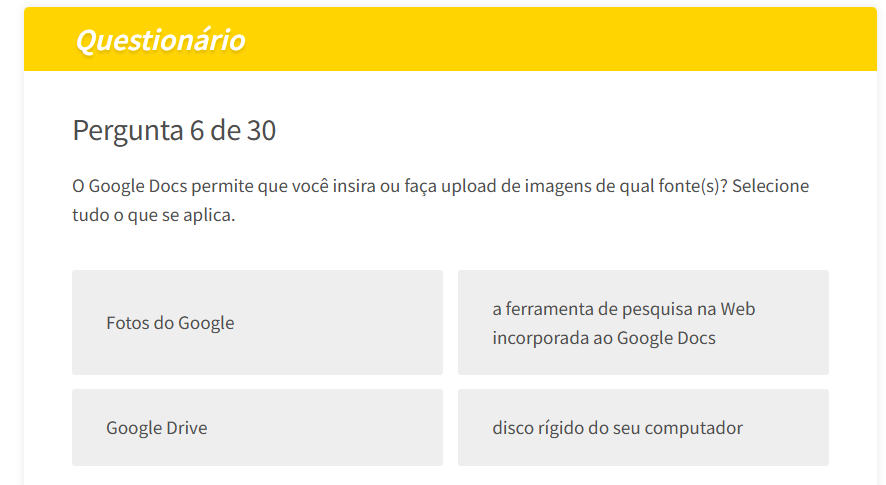 Questionário
Pergunta 6 de 30
O Google Docs permite que você insira ou faça upload de imagens de qual fonte(s)? Selecione
tudo o que se aplica.
Fotos do Google
a ferramenta de pesquisa na Web
incorporada ao Google Docs
Google Drive
disco rígido do seu computador